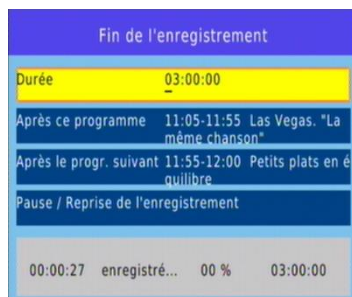 Fin de l'enregistrement
Durée 03:00:00
Après ce programme 11:05-11:55 Las Vegas. "La
même chanson"
Après le progr. suivant 11:55-12:00 Petits plats en é
quilibre
Pause / Reprise de l'enregistrement
00:00:27 enregistré... 00 % 03:00:00